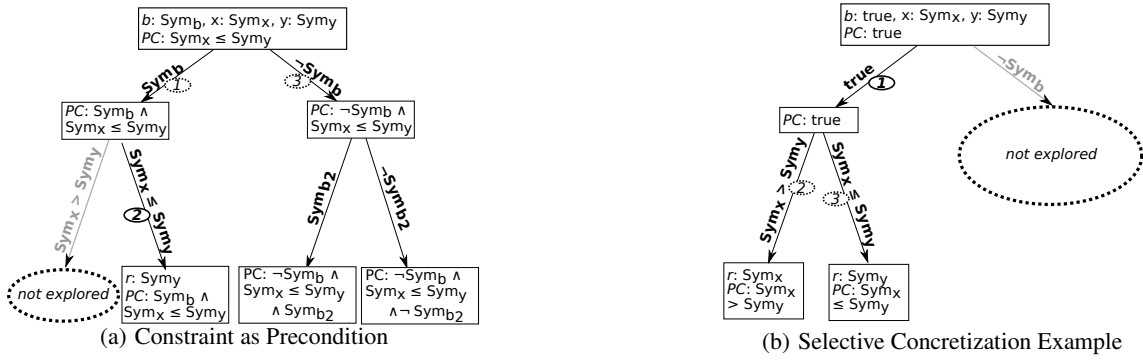 b: Symb, x: Symx, y: Symy
PC: Symx ≤ Symy
Symb
1
¬Symb
3
PC: Symb ∧
Symx ≤ Symy
PC: ¬Symb ∧
Symx ≤ Symy
Symx > Symy
Symx ≤ Symy
2
Symb2
¬Symb2
not explored
r: Symy
PC: Symb ∧
Symx ≤ Symy
PC: ¬Symb ∧
Symx ≤ Symy
∧ Symb2
PC: ¬Symb ∧
Symx ≤ Symy
∧¬ Symb2
(a) Constraint as Precondition
b: true, x: Symx, y: Symy
PC: true
true
1
¬Symb
PC: true
not explored
Symx > Symy
2
Symx ≤ Symy
3
r: Symx
PC: Symx
> Symy
r: Symy
PC: Symx
≤ Symy
(b) Selective Concretization Example